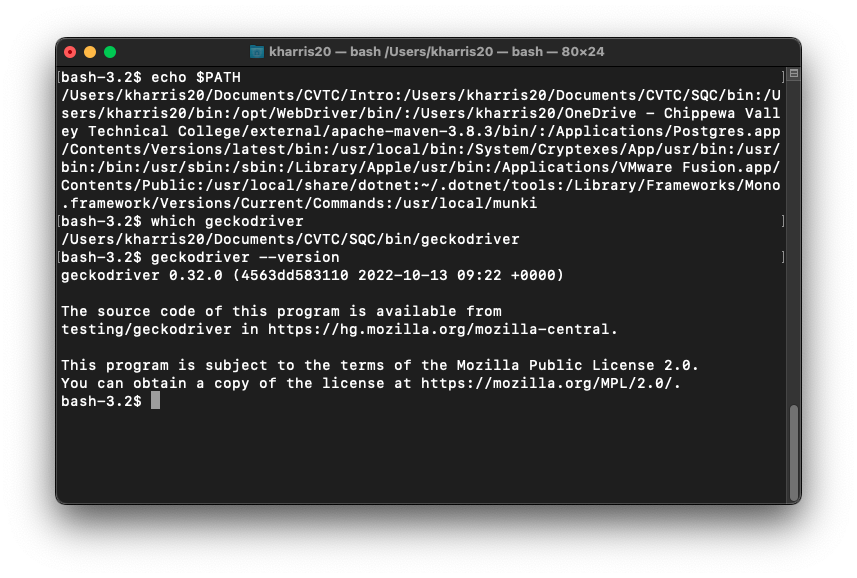 kharris20 — bash /Users/kharris20 — bash — 80×24
[bash-3.2$ echo $PATH ]
/Users/kharris20/Documents/CVTC/Intro:/Users/kharris20/Documents/CVTC/SQC/bin:/U
sers/kharris20/bin:/opt/WebDriver/bin/:/Users/kharris20/OneDrive - Chippewa Vall
ey Technical College/external/apache-maven-3.8.3/bin/:/Applications/Postgres.app
/Contents/Versions/latest/bin:/usr/local/bin:/System/Cryptexes/App/usr/bin:/usr/
bin:/bin:/usr/sbin:/sbin:/Library/Apple/usr/bin:/Applications/VMware Fusion.app/
Contents/Public:/usr/local/share/dotnet:~/.dotnet/tools:/Library/Frameworks/Mono
.framework/Versions/Current/Commands:/usr/local/munki
[bash-3.2$ which geckodriver ]
/Users/kharris20/Documents/CVTC/SQC/bin/geckodriver
[bash-3.2$ geckodriver --version ]
geckodriver 0.32.0 (4563dd583110 2022-10-13 09:22 +0000)
The source code of this program is available from
testing/geckodriver in https://hg.mozilla.org/mozilla-central.
This program is subject to the terms of the Mozilla Public License 2.0.
You can obtain a copy of the license at https://mozilla.org/MPL/2.0/.
bash-3.2$